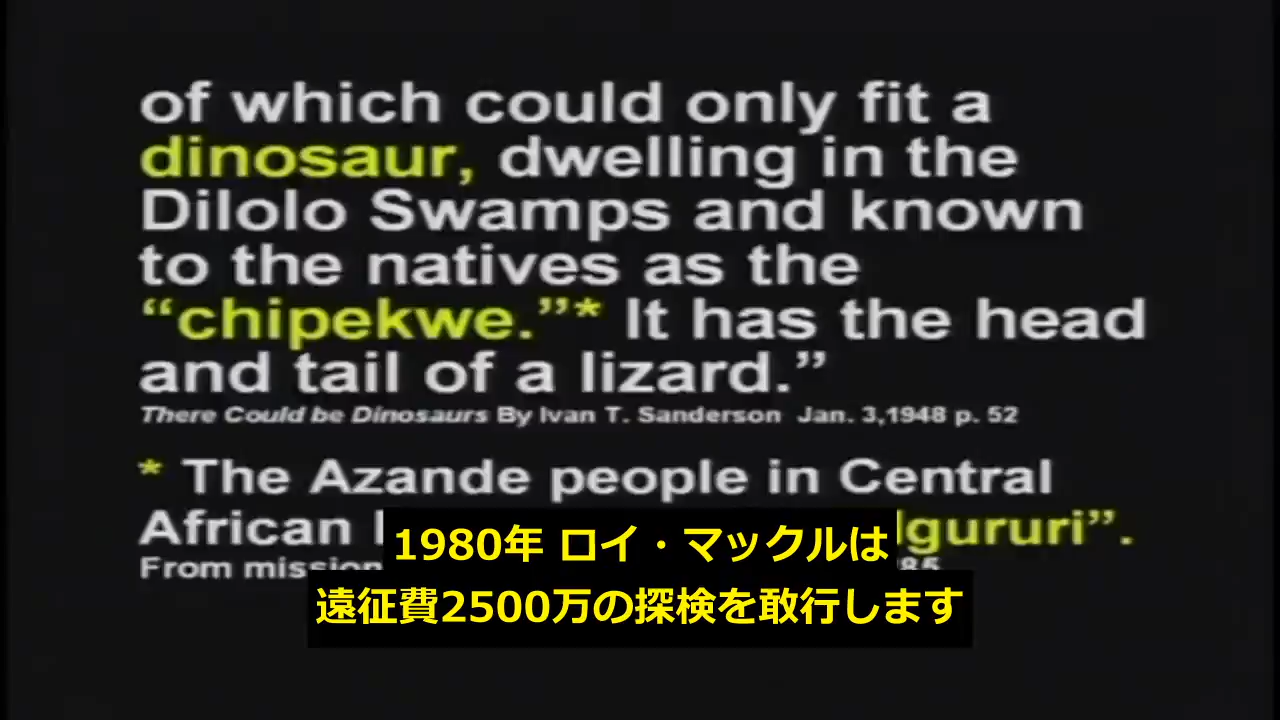 of which could only fit a
dinosaur, dwelling in the
Dilolo Swamps and known
to the natives as the
“chipekwe.”* It has the head
and tail of a lizard.”
There Could be Dinosaurs By Ivan T. Sanderson Jan. 3,1948 p. 52
* The Azande people in Central
African gururi”.
From
1980年 ロイ・マックルは
遠征費2500万の探検を敢行します